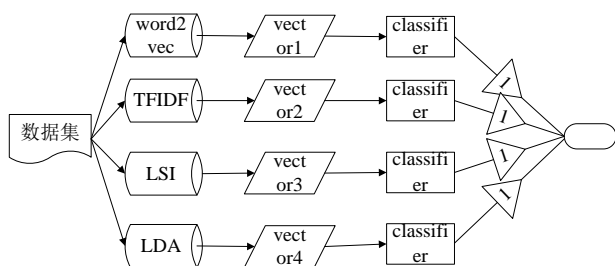 word2
vec
vect
or1
classifi
er
1
TFIDF
vect
or2
classifi
er
1
数据集
LSI
vect
or3
classifi
er
1
LDA
vect
or4
classifi
er
1